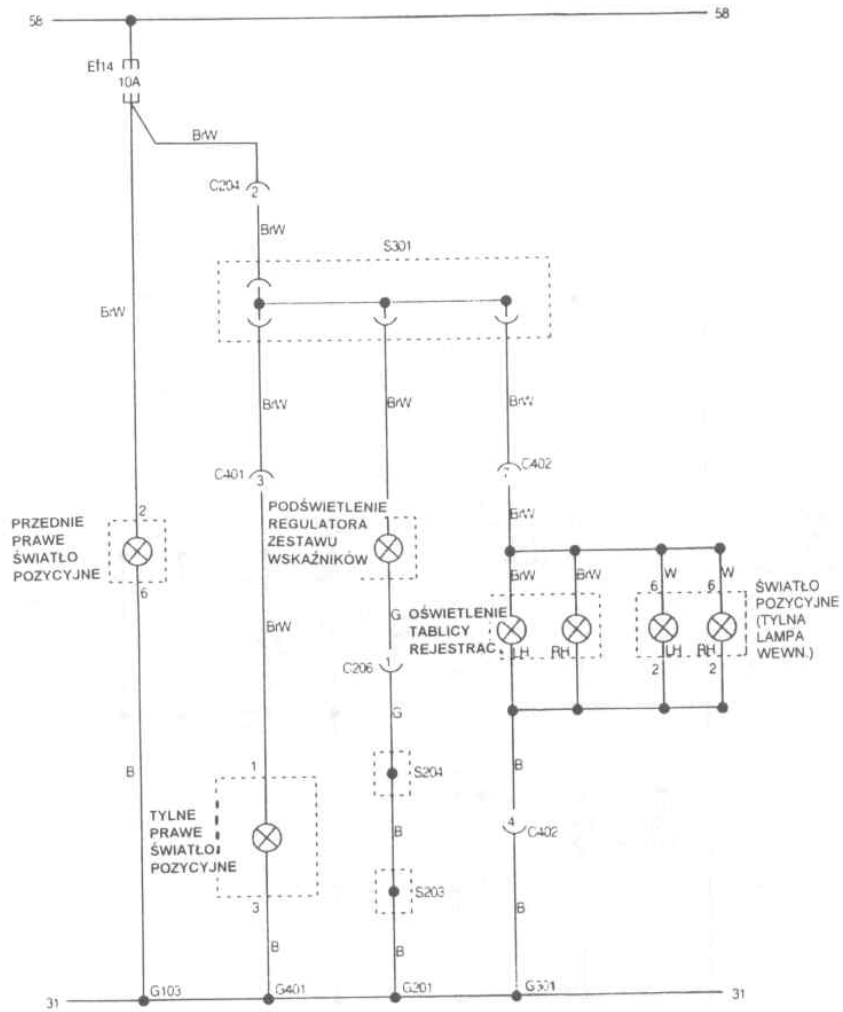 58
58
Ef14
10A
BrW
C204
2
BrW
S301
BrW
BrW
BrW
BrW
C401
3
7
C402
PODŚWIETLENIE
REGULATORA
ZESTAWU
WSKAŹNIKÓW
BrW
2
PRZEDNIE
PRAWE
ŚWIATŁO
POZYCYJNE
6
BrW
BrW
W
W
6
6
ŚWIATŁO
POZYCYJNE
(TYLNA
LAMPA
WEWN.)
G
OŚWIETLENIE
TABLICY
REJESTRAC.
LH
RH
LH
RH
2
2
BrW
C206
1
G
B
1
S204
B
TYLNE
PRAWE
ŚWIATŁO
POZYCYJNE
B
4
C402
S203
3
B
B
B
B
31
G103
G401
G201
G301
31